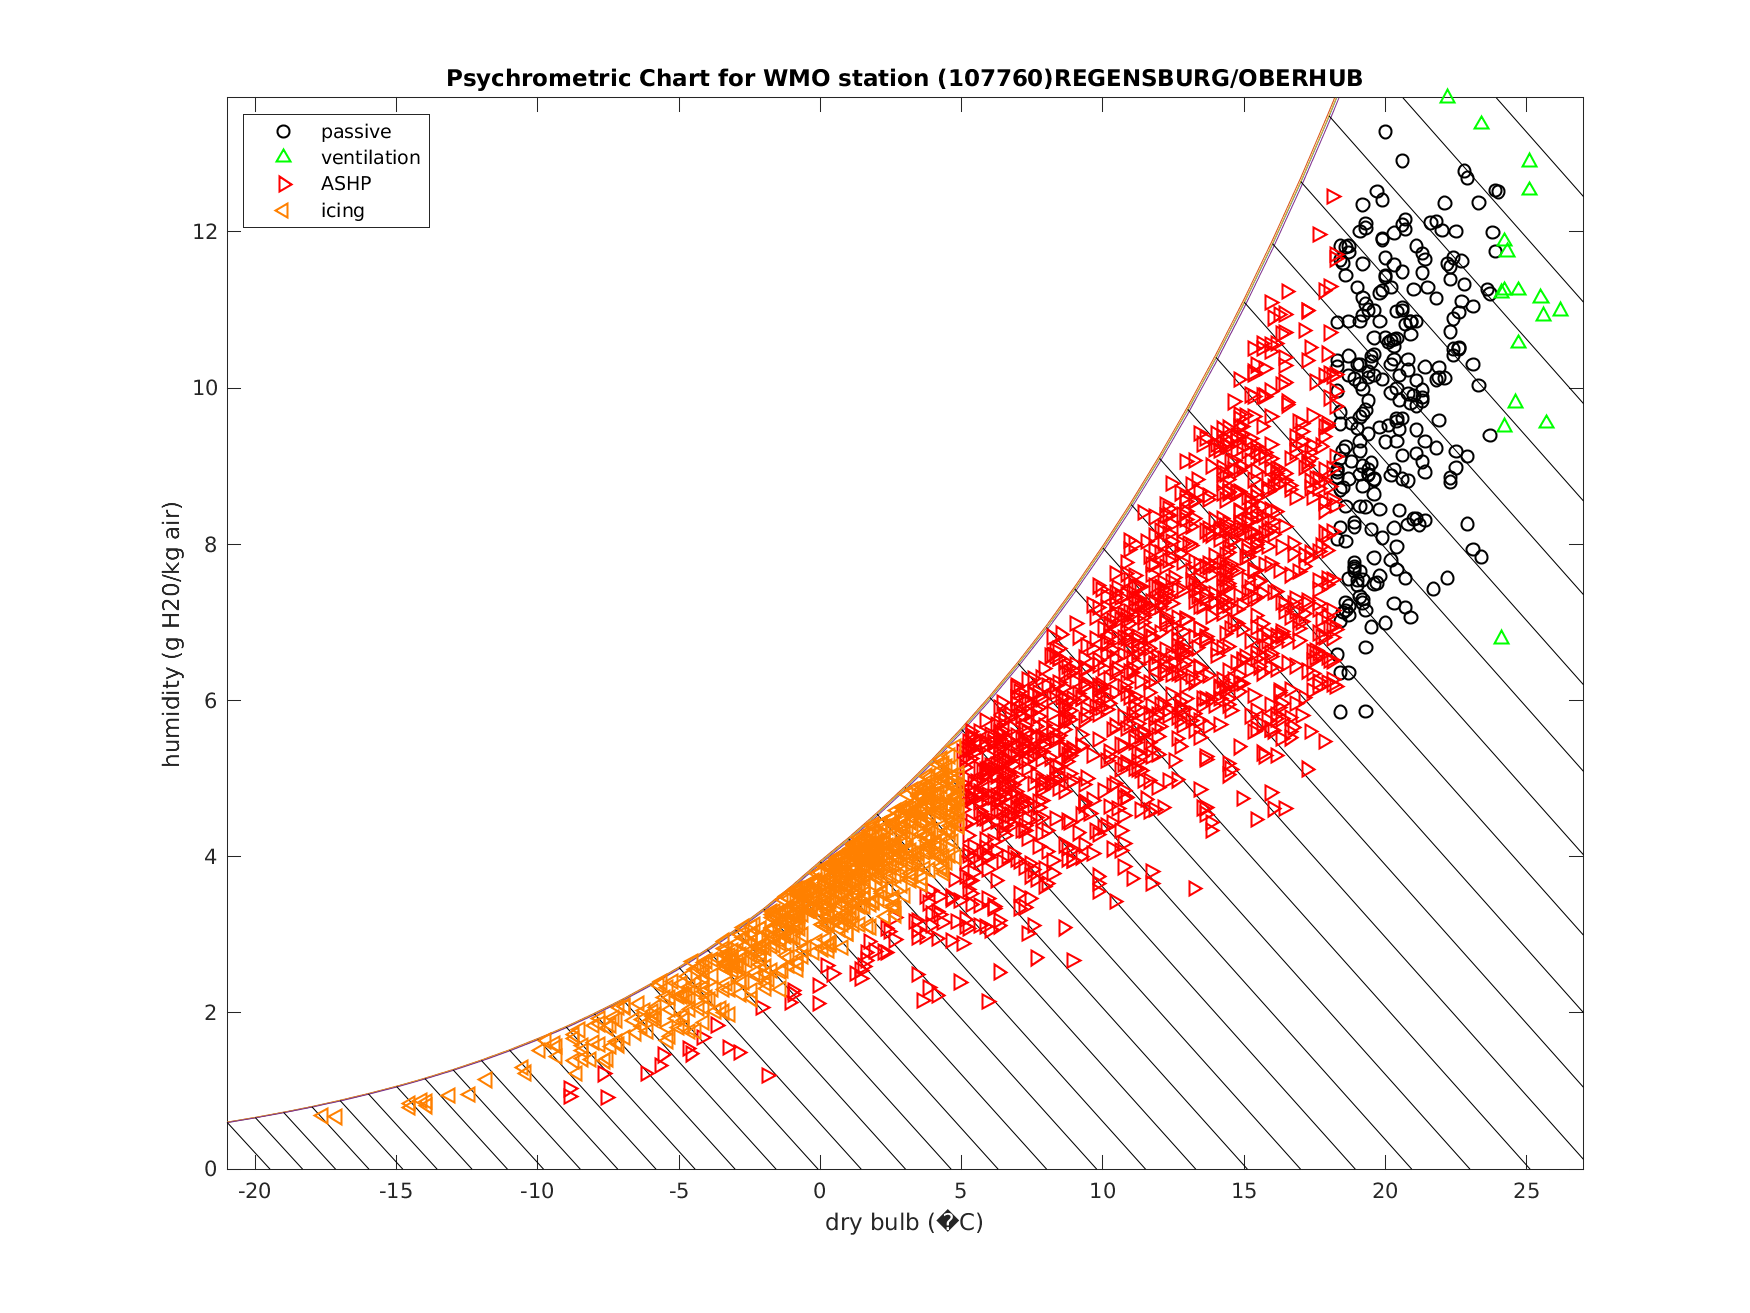 Psychrometric Chart for WMO station (107760)REGENSBURG/OBERHUB
passive
ventilation
ASHP
icing
humidity (g H20/kg air)
12
10
8
6
4
2
0
-20 -15 -10 -5 0 5 10 15 20 25
dry bulb (�C)